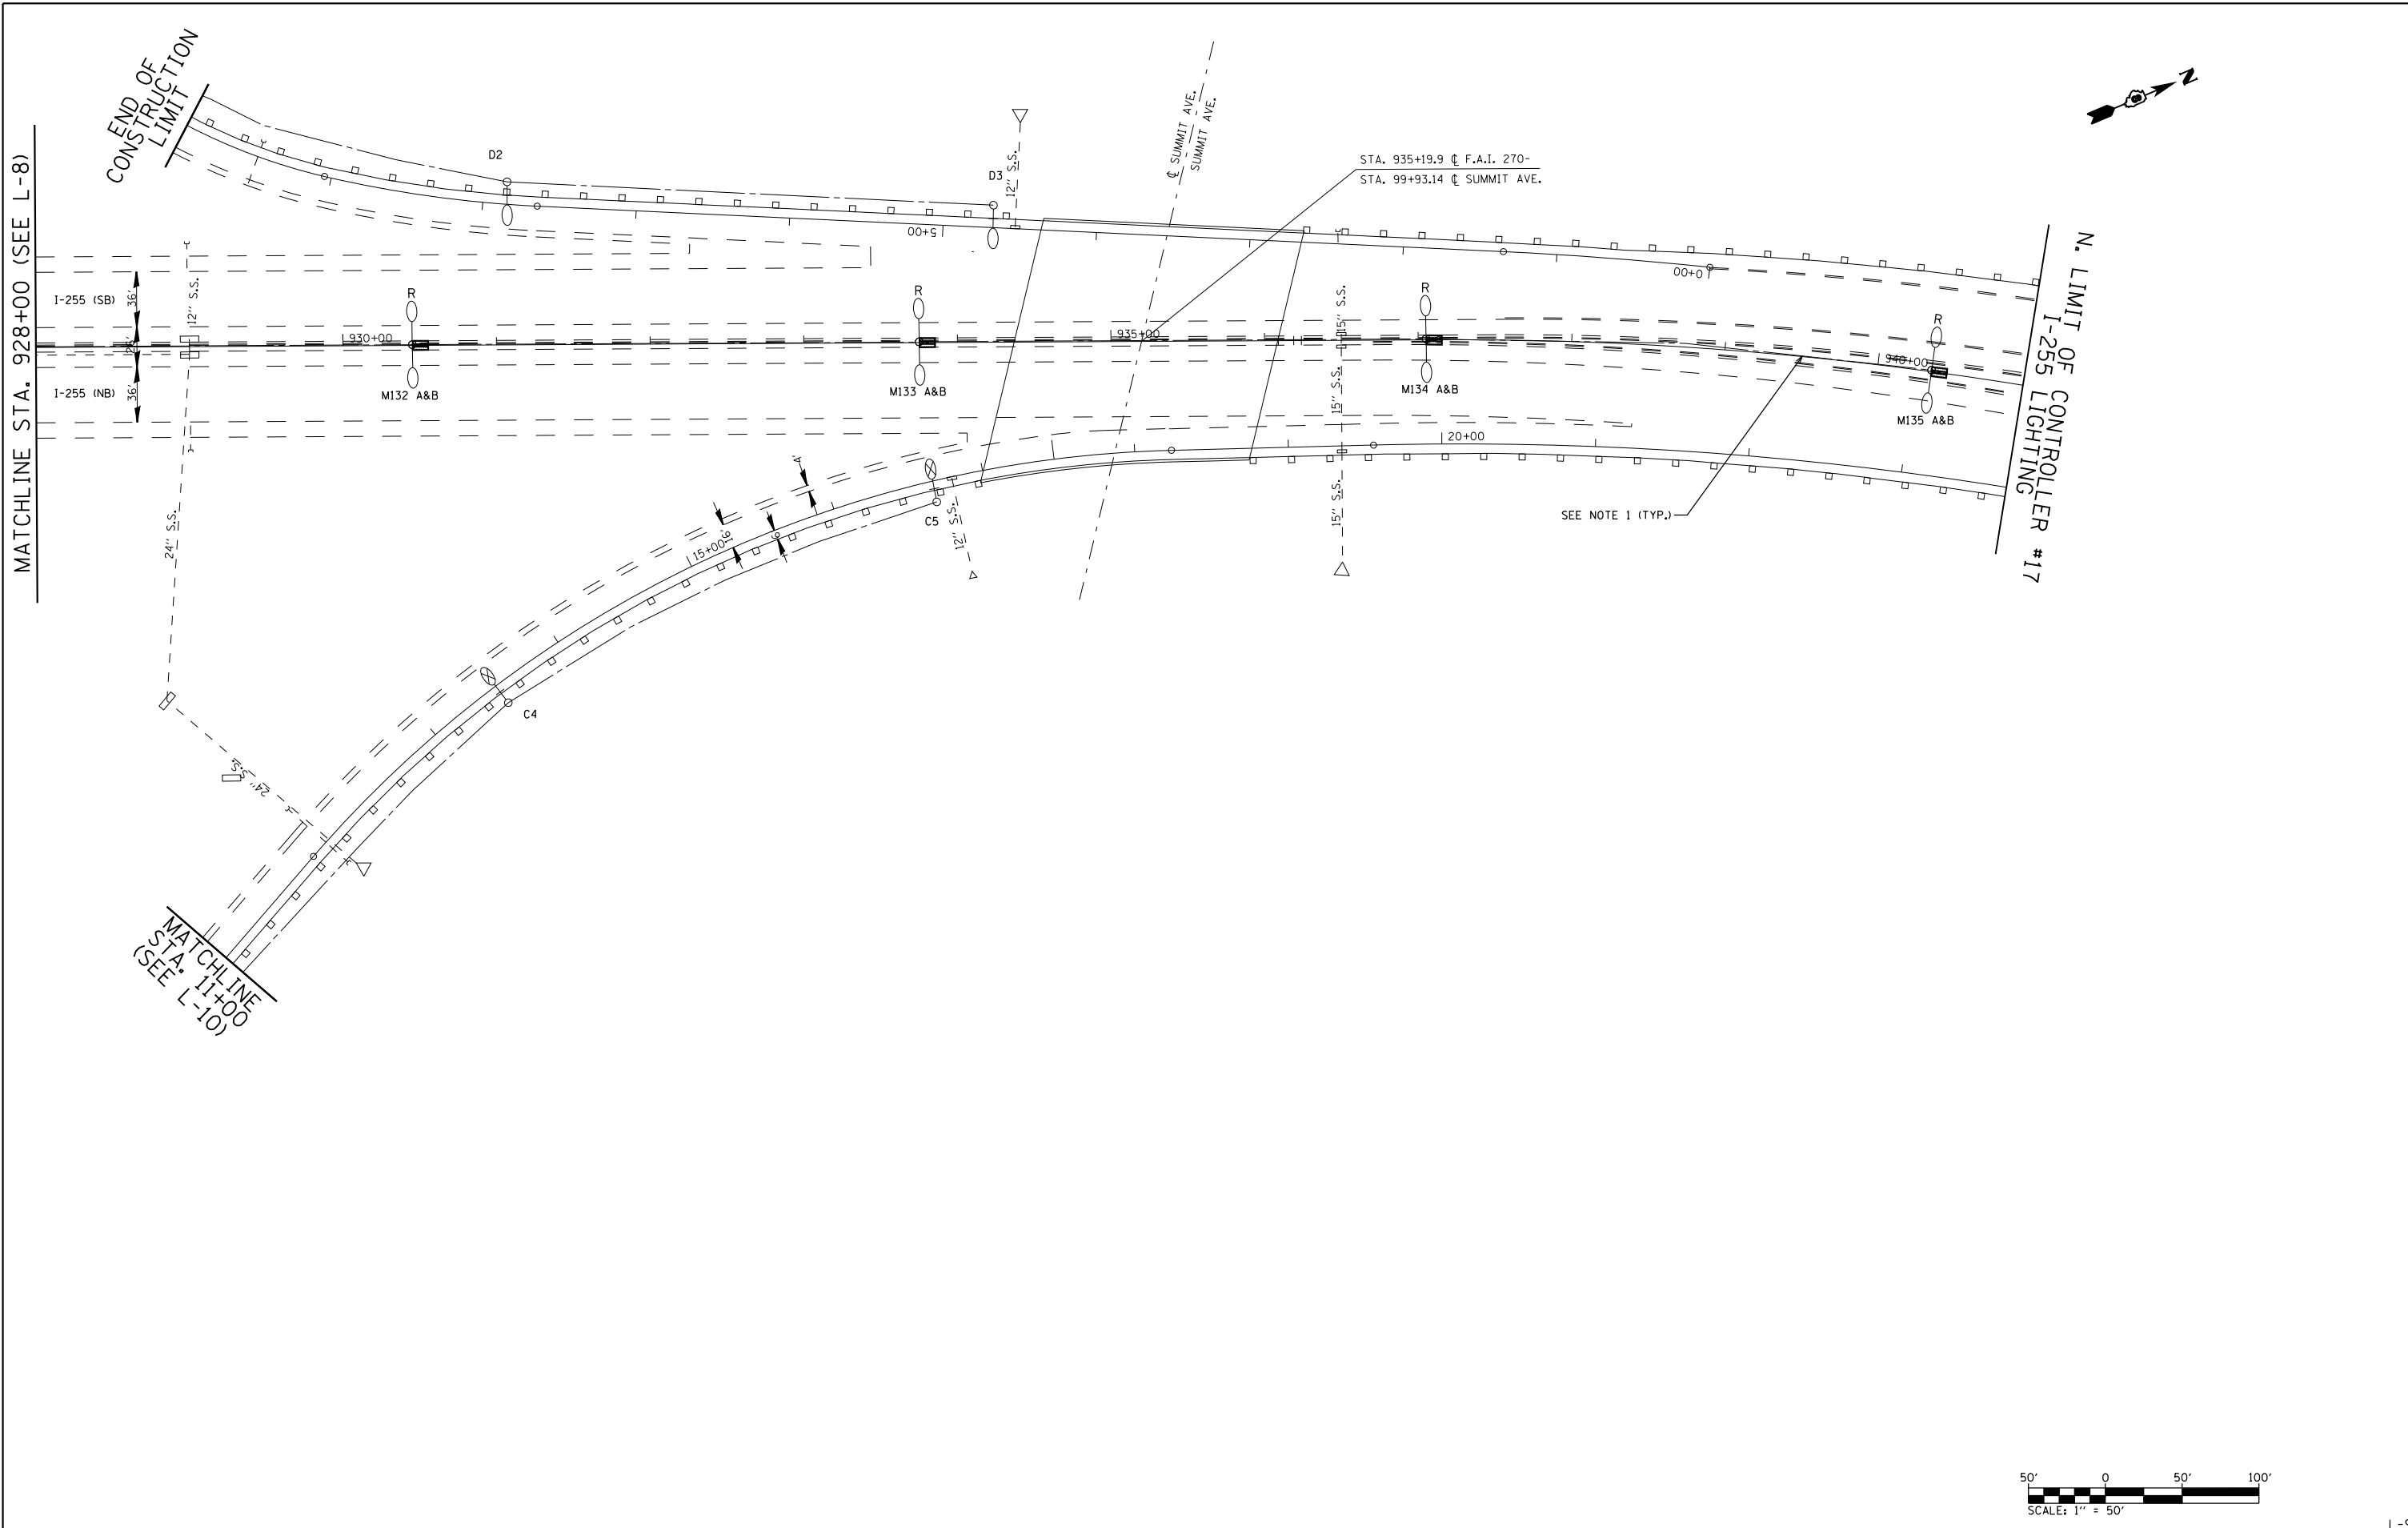 END OF
CONSTRUCTION
LIMIT
MATCHLINE STA. 928+00 (SEE L-8)
D2
D3
12" S.S.
℄ SUMMIT AVE.
SUMMIT AVE.
STA. 935+19.9 ℄ F.A.I. 270-
STA. 99+93.14 ℄ SUMMIT AVE.
N
5+00
0+00
N. LIMIT OF CONTROLLER #17
I-255 LIGHTING
I-255 (SB)
36'
12" S.S.
26'
I-255 (NB)
36'
R
930+00
M132 A&B
R
935+00
M133 A&B
15" S.S.
R
M134 A&B
15" S.S.
R
940+00
M135 A&B
20+00
15" S.S.
SEE NOTE 1 (TYP.)
4'
16'
6'
15+00
C5
12" S.S.
24" S.S.
C4
24" S.S.
MATCHLINE
STA. 11+00
(SEE L-10)
50' 0 50' 100'
SCALE: 1" = 50'